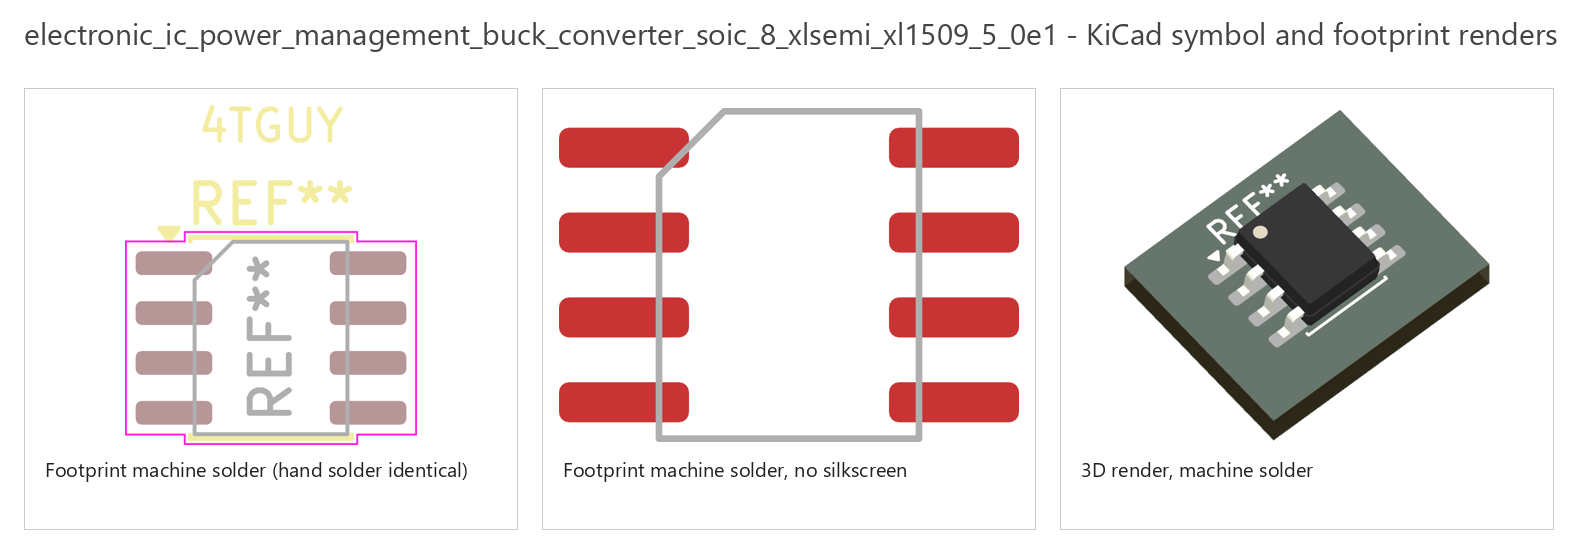 electronic_ic_power_management_buck_converter_soic_8_xlsemi_xl1509_5_0e1 - KiCad symbol and footprint renders
4TGUY
REF**
REF**
Footprint machine solder (hand solder identical)
Footprint machine solder, no silkscreen
REF**
3D render, machine solder